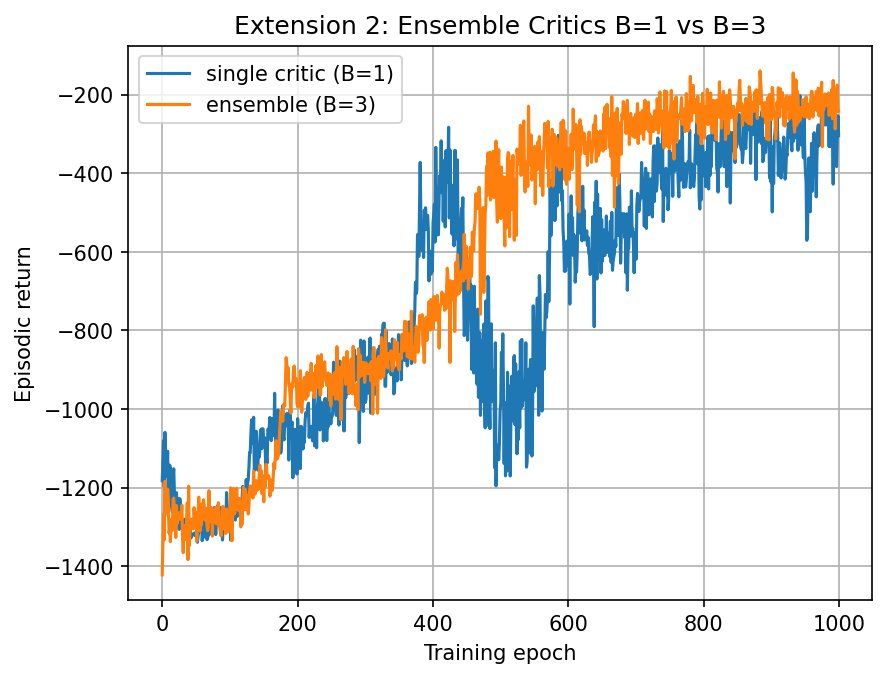 Extension 2: Ensemble Critics B=1 vs B=3
single critic (B=1)
ensemble (B=3)
−200
−400
−600
−800
−1000
−1200
−1400
Episodic return
0 200 400 600 800 1000
Training epoch